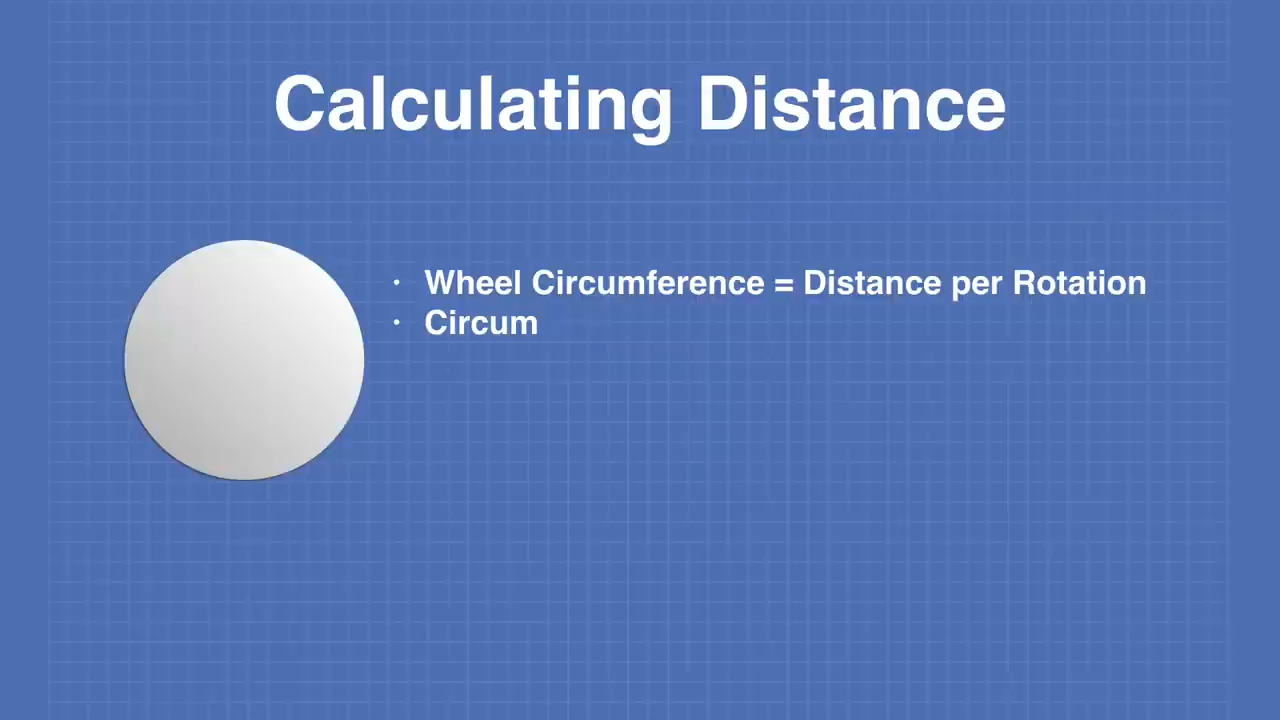 Calculating Distance
· Wheel Circumference = Distance per Rotation
· Circum